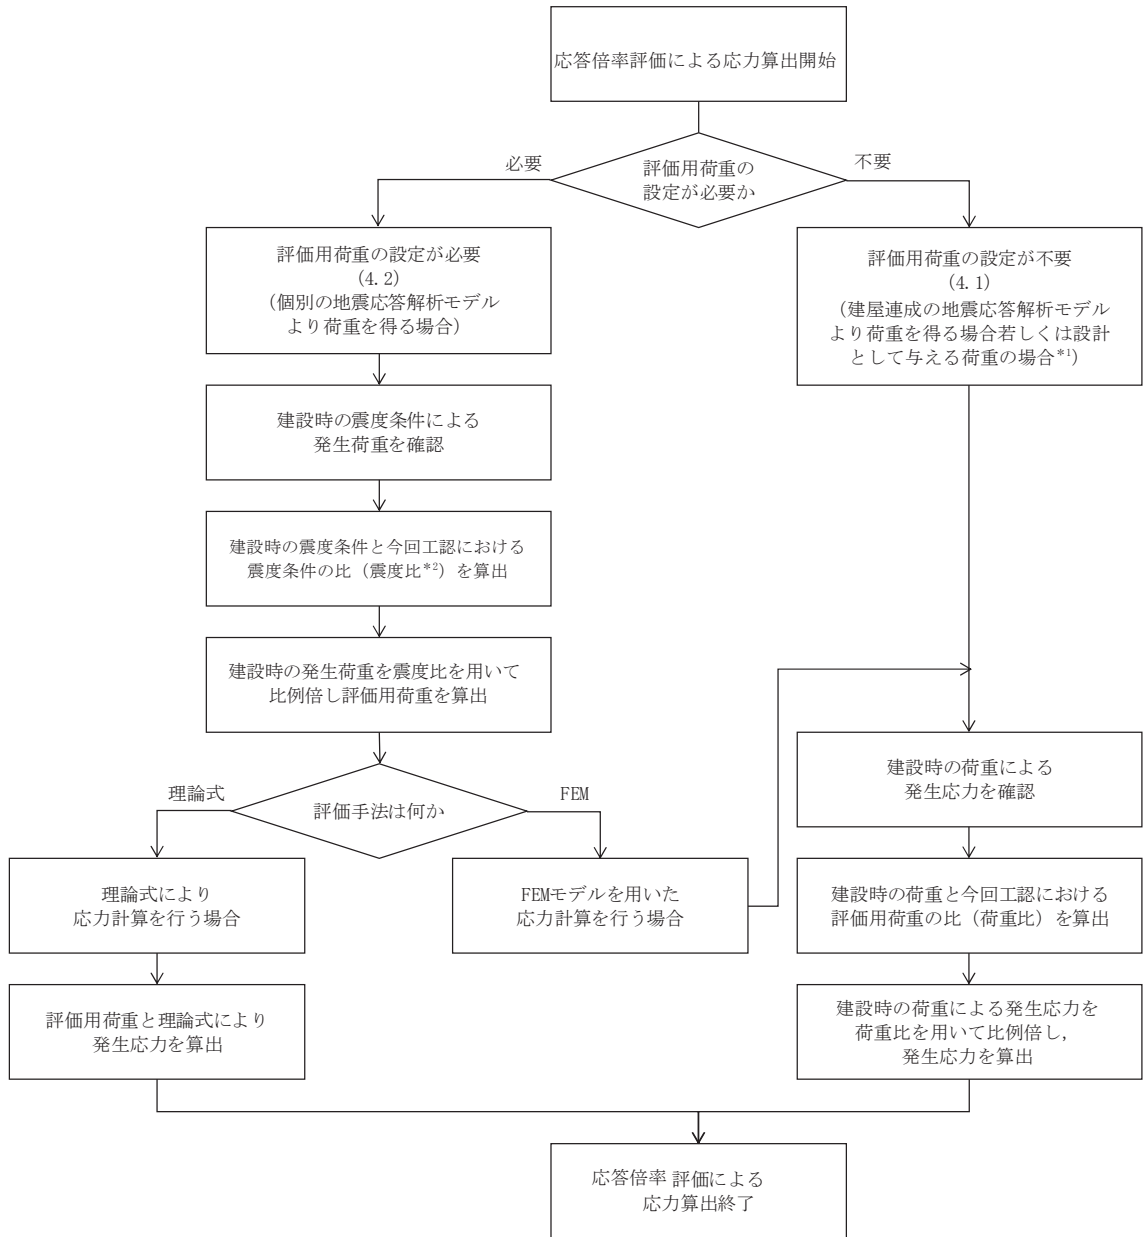 応答倍率評価による応力算出開始
評価用荷重の
設定が必要か
必要
不要
評価用荷重の設定が必要
(4.2)
(個別の地震応答解析モデル
より荷重を得る場合)
評価用荷重の設定が不要
(4.1)
(建屋連成の地震応答解析モデル
より荷重を得る場合若しくは設計
として与える荷重の場合*1)
建設時の震度条件による
発生荷重を確認
建設時の震度条件と今回工認における
震度条件の比（震度比*2）を算出
建設時の発生荷重を震度比を用いて
比例倍し評価用荷重を算出
評価手法は何か
理論式
FEM
理論式により
応力計算を行う場合
FEMモデルを用いた
応力計算を行う場合
評価用荷重と理論式により
発生応力を算出
建設時の荷重による
発生応力を確認
建設時の荷重と今回工認における
評価用荷重の比（荷重比）を算出
建設時の荷重による発生応力を
荷重比を用いて比例倍し,
発生応力を算出
応答倍率 評価による
応力算出終了